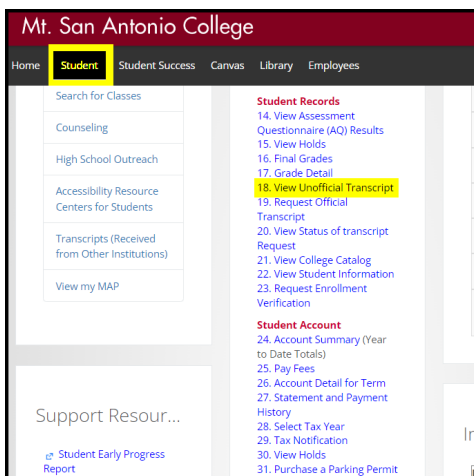 Mt. San Antonio College
Home Student Student Success Canvas Library Employees
Search for Classes
Counseling
High School Outreach
Accessibility Resource
Centers for Students
Transcripts (Received
from Other Institutions)
View my MAP
Support Resour...
Student Early Progress
Report
Student Records
14. View Assessment
Questionnaire (AQ) Results
15. View Holds
16. Final Grades
17. Grade Detail
18. View Unofficial Transcript
19. Request Official
Transcript
20. View Status of transcript
Request
21. View College Catalog
22. View Student Information
23. Request Enrollment
Verification
Student Account
24. Account Summary (Year
to Date Totals)
25. Pay Fees
26. Account Detail for Term
27. Statement and Payment
History
28. Select Tax Year
29. Tax Notification
30. View Holds
31. Purchase a Parking Permit